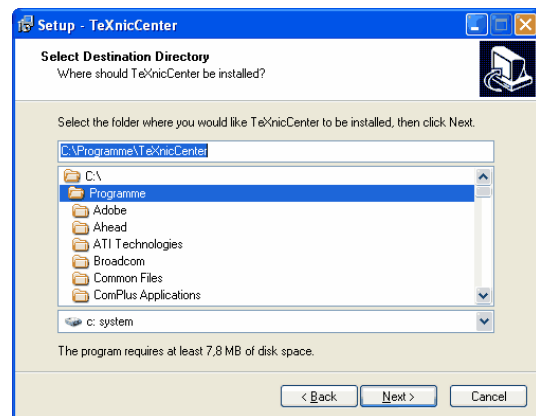 Setup - TeXnicCenter
Select Destination Directory
Where should TeXnicCenter be installed?
Select the folder where you would like TeXnicCenter to be installed, then click Next.
C:\Programme\TeXnicCenter
C:\
Programme
Adobe
Ahead
ATI Technologies
Broadcom
Common Files
ComPlus Applications
c: system
The program requires at least 7,8 MB of disk space.
< Back Next > Cancel